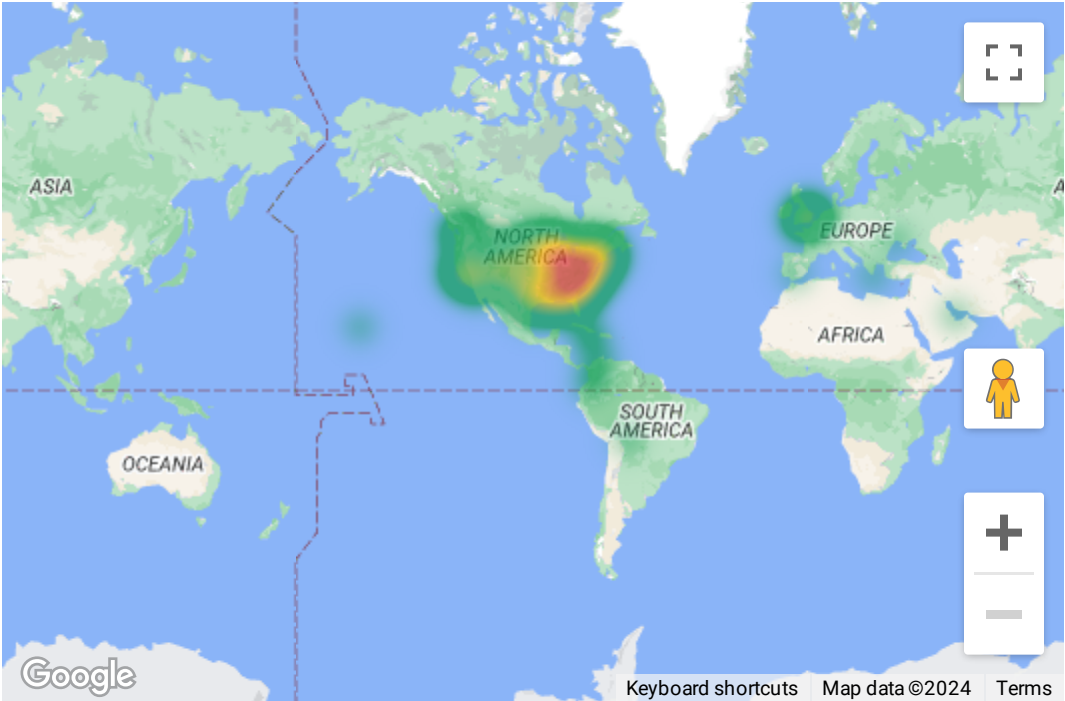 ASIA
NORTH
AMERICA
EUROPE
AFRICA
SOUTH
AMERICA
OCEANIA
A
Google
Keyboard shortcuts
Map data ©2024
Terms